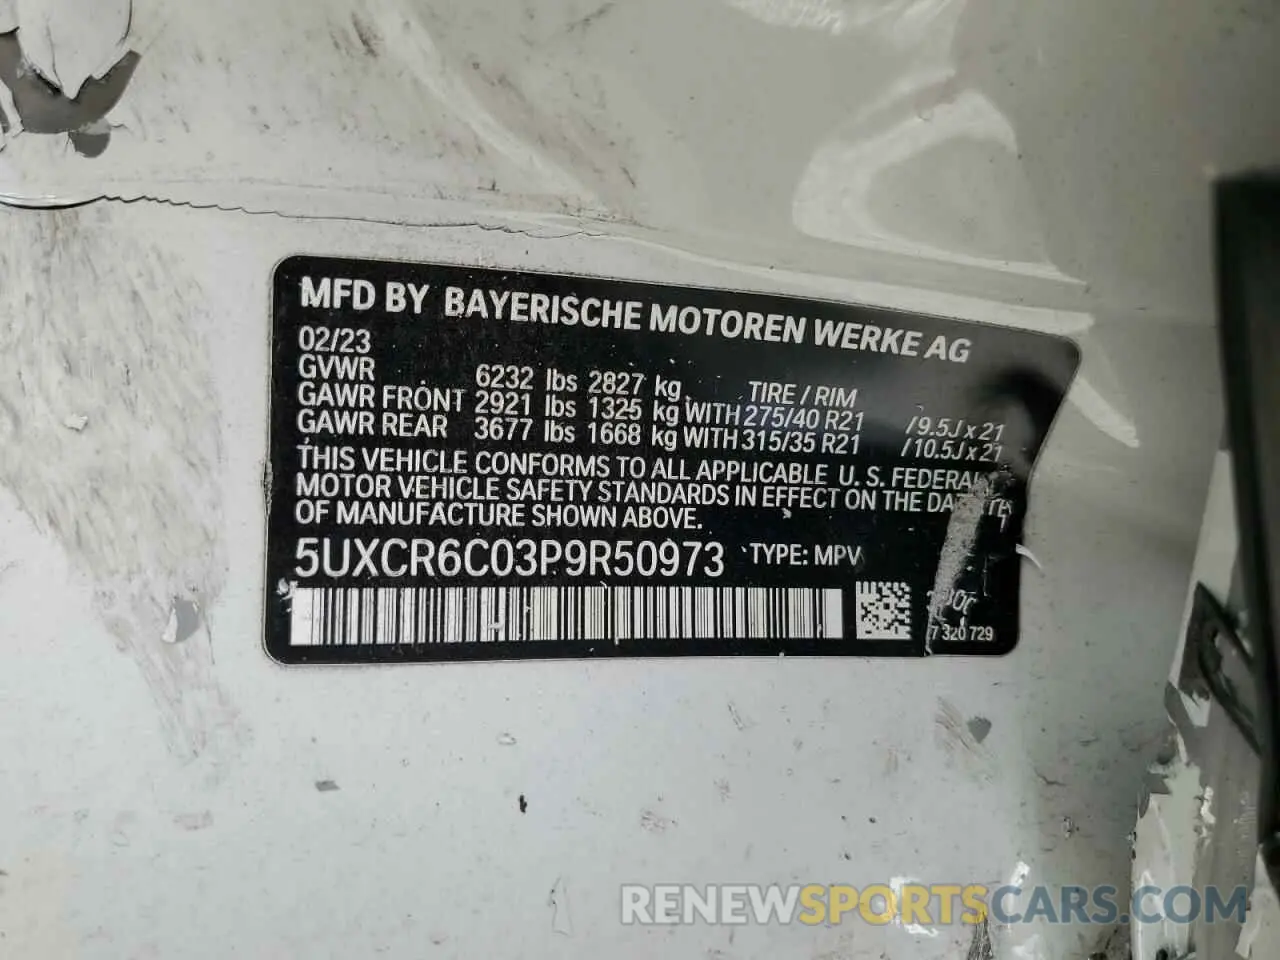 MFD BY BAYERISCHE MOTOREN WERKE AG
02/23
GVWR 6232 lbs 2827 kg TIRE / RIM
GAWR FRONT 2921 lbs 1325 kg WITH 275/40 R21 /9.5J x 21
GAWR REAR 3677 lbs 1668 kg WITH 315/35 R21 /10.5J x 21
THIS VEHICLE CONFORMS TO ALL APPLICABLE U. S. FEDERAL
MOTOR VEHICLE SAFETY STANDARDS IN EFFECT ON THE
OF MANUFACTURE SHOWN ABOVE.
5UXCR6C03P9R50973 TYPE: MPV
7 320 729
RENEWSPORTSCARS.COM